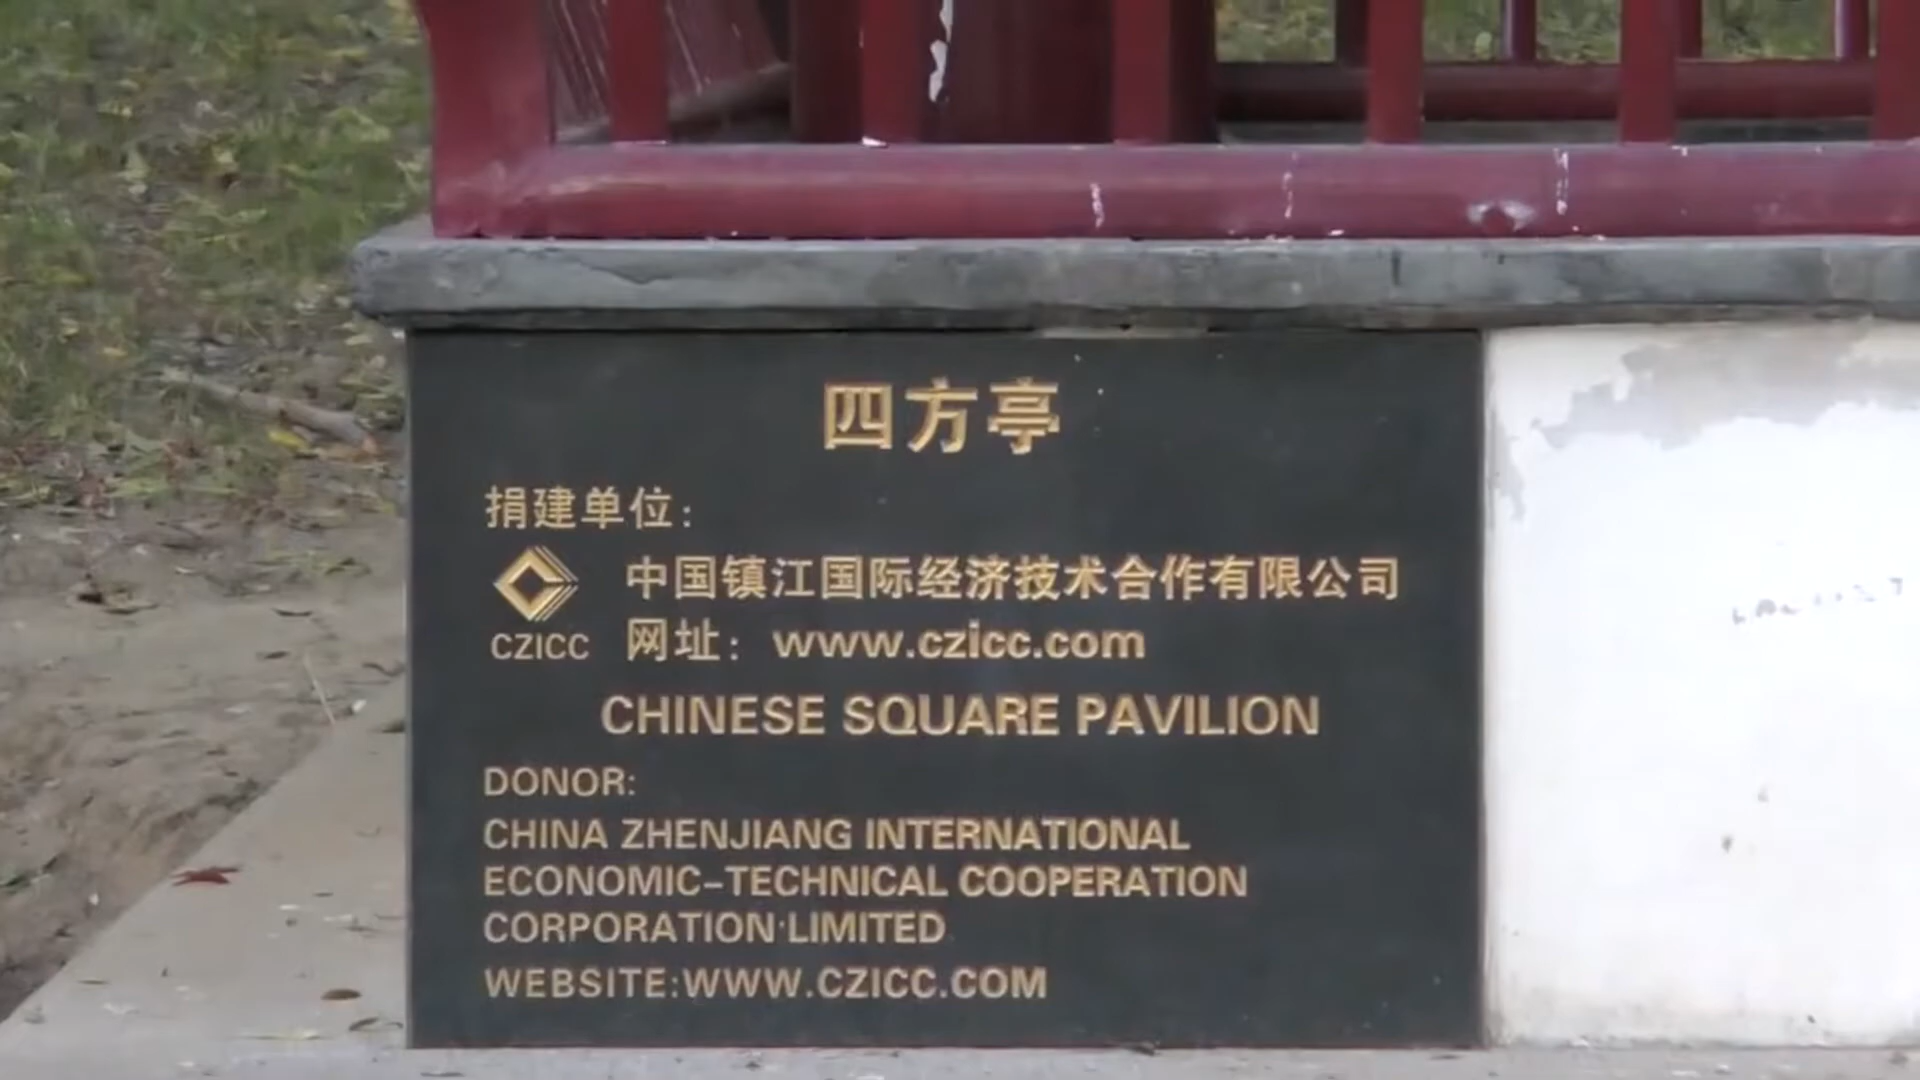 四方亭
捐建单位：
中国镇江国际经济技术合作有限公司
CZICC
网址：www.czicc.com
CHINESE SQUARE PAVILION
DONOR:
CHINA ZHENJIANG INTERNATIONAL
ECONOMIC-TECHNICAL COOPERATION
CORPORATION·LIMITED
WEBSITE:WWW.CZICC.COM